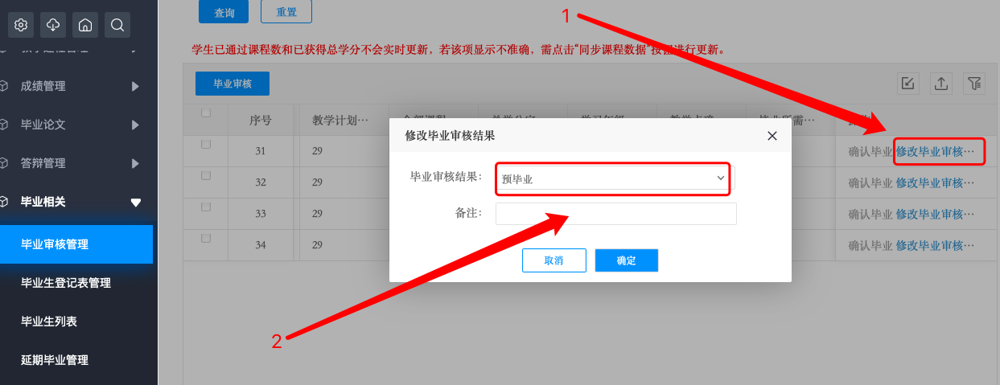 查询 重置
1
学生已通过课程数和已获得总学分不会实时更新，若该项显示不准确，需点击“同步课程数据”按钮进行更新。
成绩管理
毕业论文
答辩管理
毕业相关
毕业审核管理
毕业生登记表管理
毕业生列表
延期毕业管理
毕业审核
序号 教学计划…
31 29 确认毕业 修改毕业审核…
32 29 确认毕业 修改毕业审核…
33 29 确认毕业 修改毕业审核…
34 29 确认毕业 修改毕业审核…
修改毕业审核结果
毕业审核结果： 预毕业
备注：
取消 确定
2